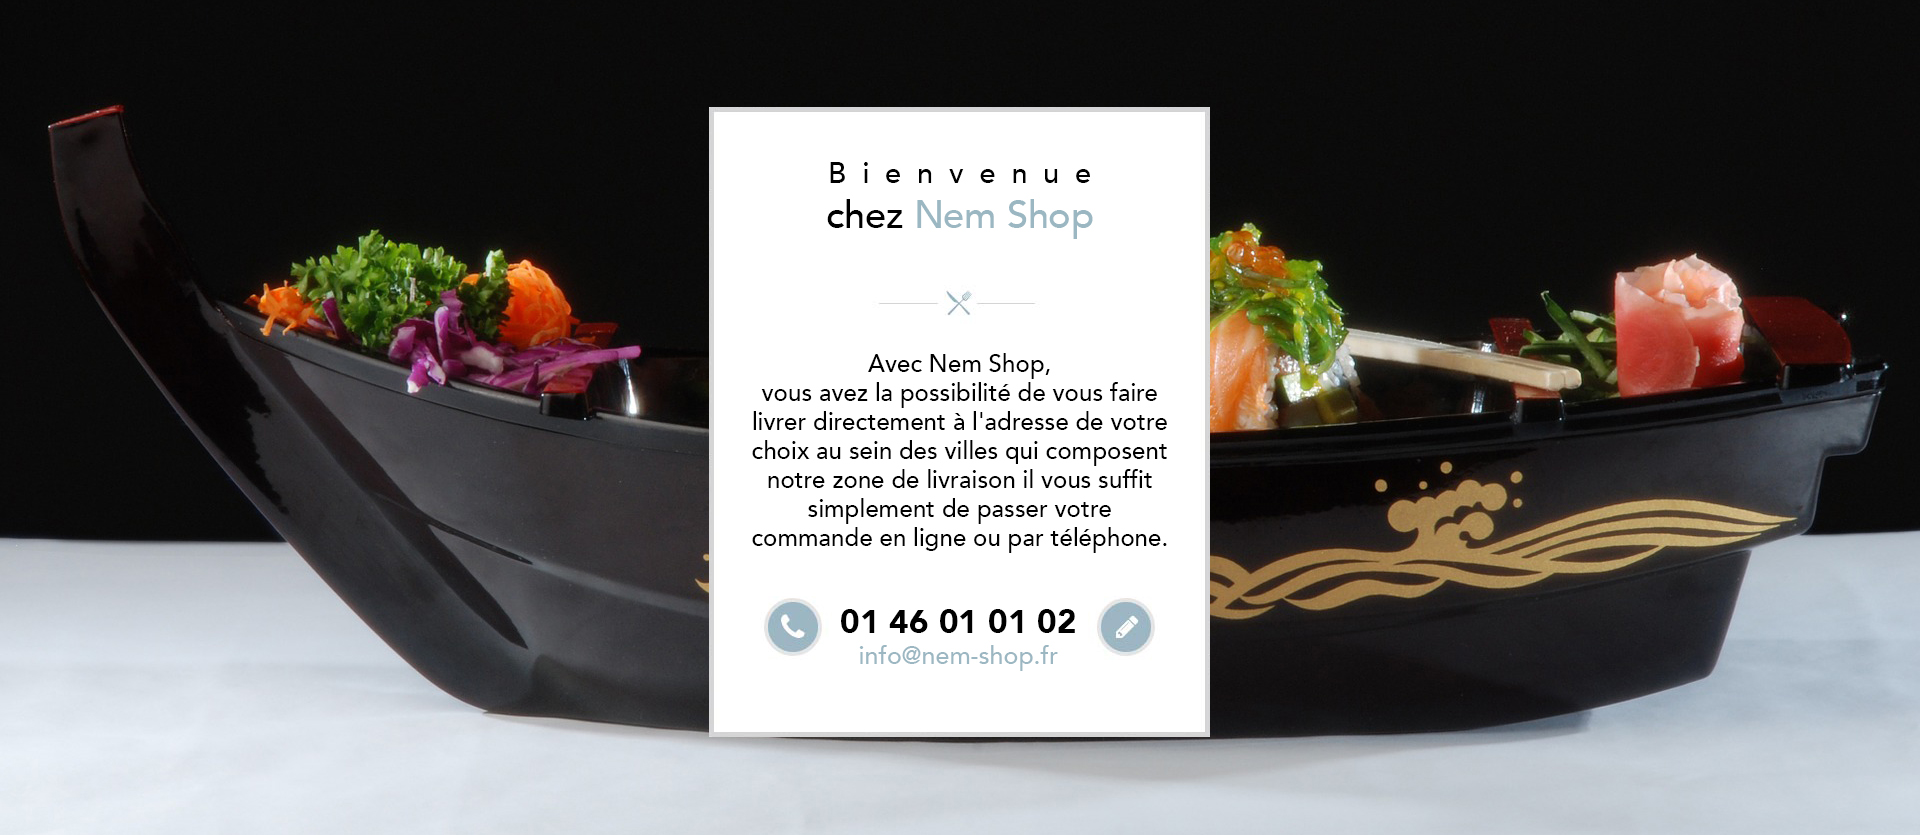 Bienvenue
chez Nem Shop
Avec Nem Shop,
vous avez la possibilité de vous faire
livrer directement à l'adresse de votre
choix au sein des villes qui composent
notre zone de livraison il vous suffit
simplement de passer votre
commande en ligne ou par téléphone.
01 46 01 01 02
info@nem-shop.fr